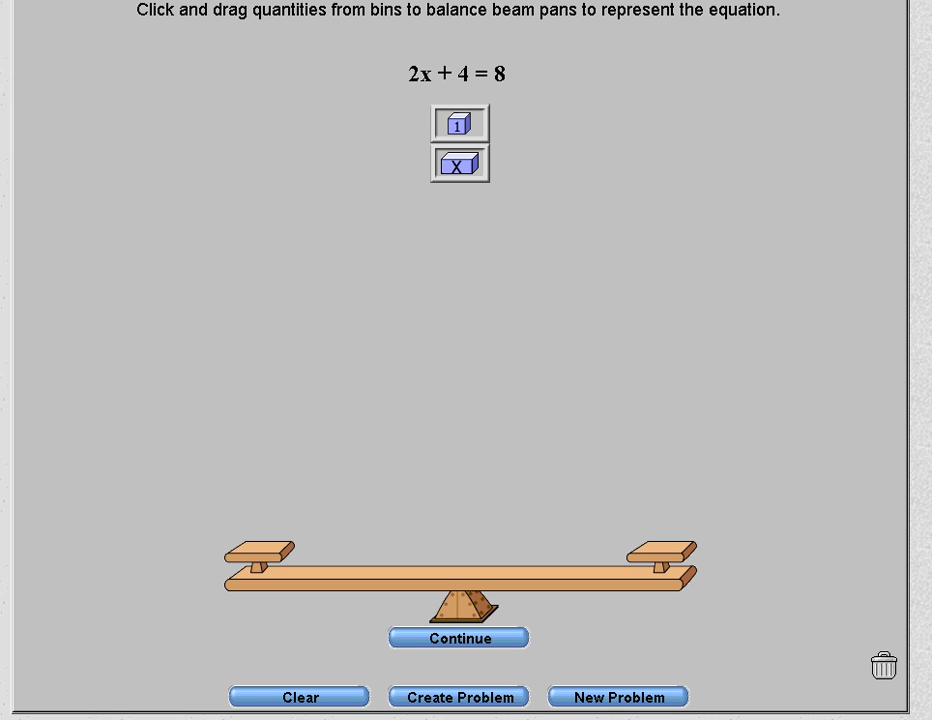 Click and drag quantities from bins to balance beam pans to represent the equation.
2x + 4 = 8
1
X
Continue
Clear
Create Problem
New Problem